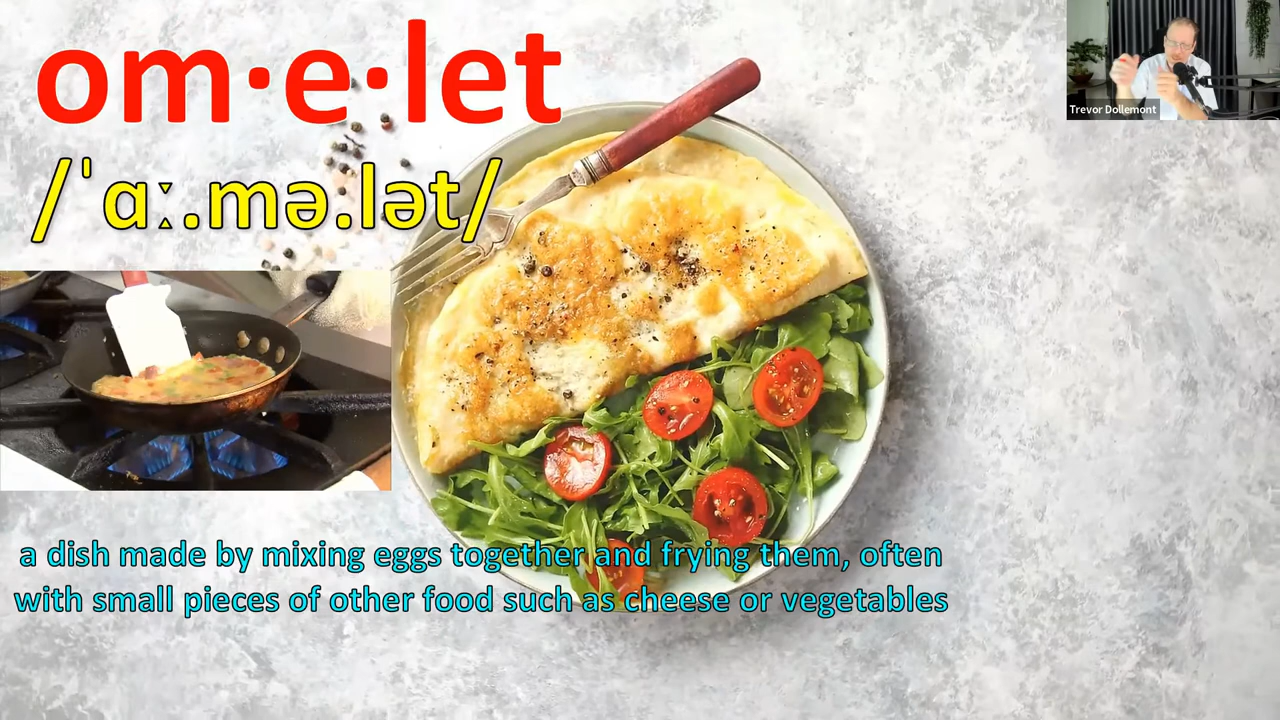 om·e·let
/ˈɑː.mə.lət/
Trevor Dollemont
a dish made by mixing eggs together and frying them, often
with small pieces of other food such as cheese or vegetables